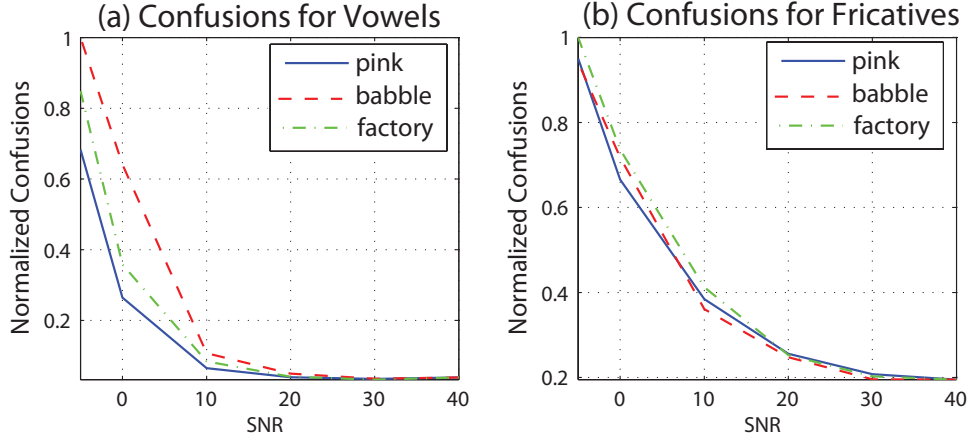 (a) Confusions for Vowels
Normalized Confusions
1
0.8
0.6
0.4
0.2
0 10 20 30 40
SNR
pink
babble
factory
(b) Confusions for Fricatives
Normalized Confusions
1
0.8
0.6
0.4
0.2
0 10 20 30 40
SNR
pink
babble
factory